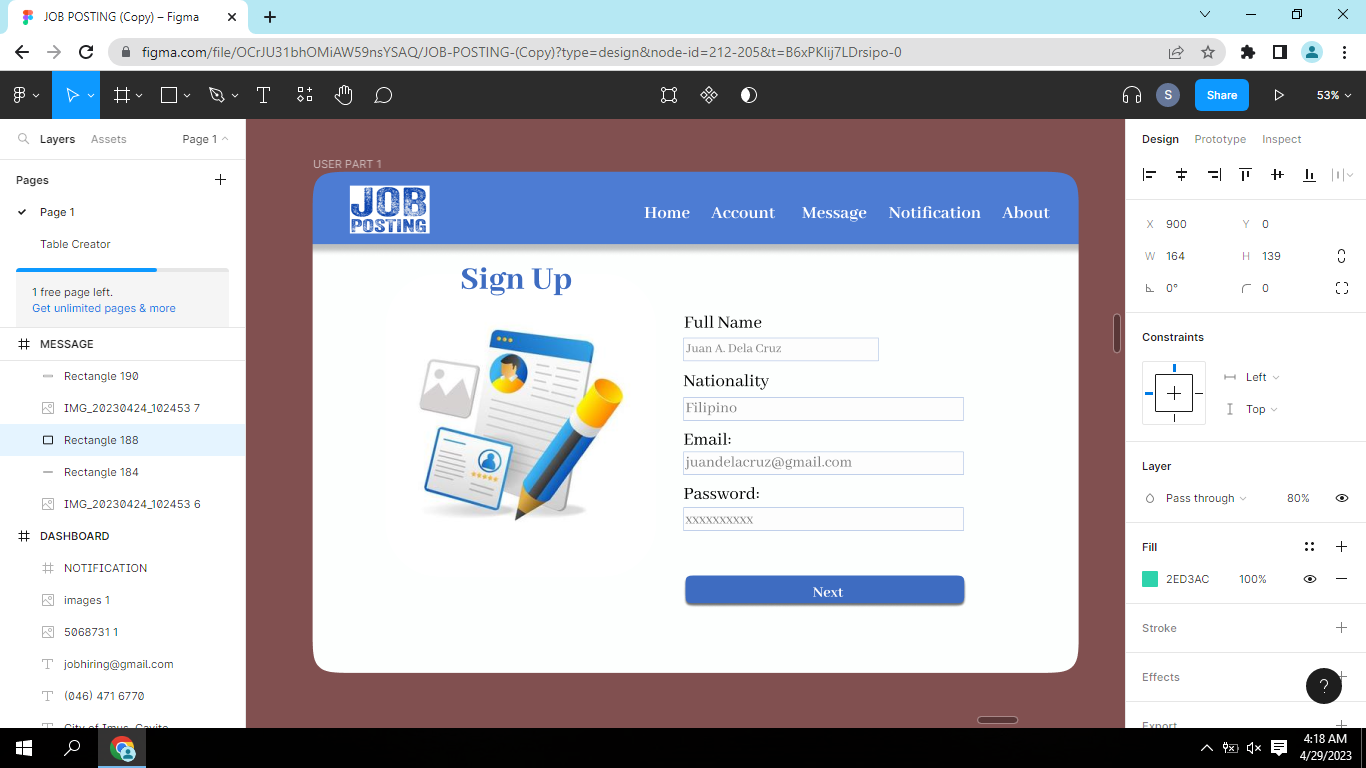 JOB POSTING (Copy) – Figma
figma.com/file/OCrJU31bhOMiAW59nsYSAQ/JOB-POSTING-(Copy)?type=design&node-id=212-205&t=B6xPKlij7LDrsipo-0
S
Share
53%
Layers
Assets
Page 1
Pages
Page 1
Table Creator
1 free page left.
Get unlimited pages & more
MESSAGE
Rectangle 190
IMG_20230424_102453 7
Rectangle 188
Rectangle 184
IMG_20230424_102453 6
DASHBOARD
NOTIFICATION
images 1
5068731 1
jobhiring@gmail.com
(046) 471 6770
City of Imus, Cavite
USER PART 1
JOB
POSTING
Home Account Message Notification About
Sign Up
Full Name
Juan A. Dela Cruz
Nationality
Filipino
Email:
juandelacruz@gmail.com
Password:
xxxxxxxxxx
Next
Design Prototype Inspect
X 900 Y 0
W 164 H 139
0° 0
Constraints
Left
Top
Layer
Pass through 80%
Fill
2ED3AC 100%
Stroke
Effects
?
Export
4:18 AM
4/29/2023